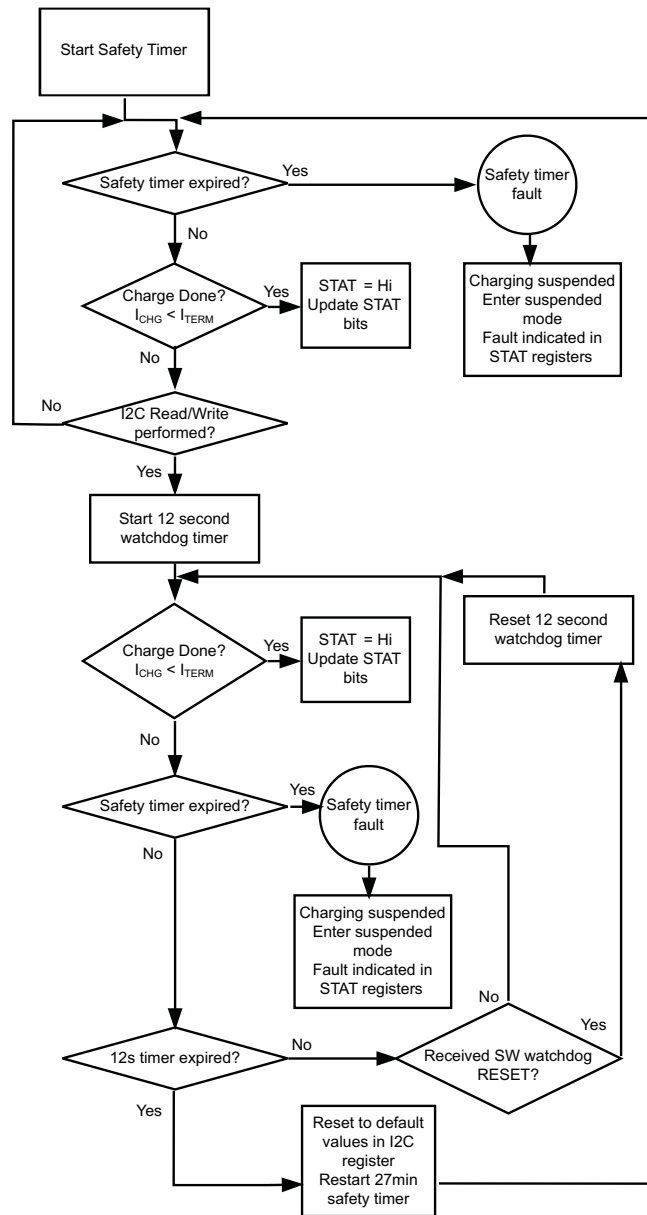 Start Safety Timer
Safety timer expired?
Yes
Safety timer
fault
No
Charge Done?
I_CHG < I_TERM
Yes
STAT = Hi
Update STAT
bits
Charging suspended
Enter suspended
mode
Fault indicated in
STAT registers
No
No
I2C Read/Write
performed?
Yes
Start 12 second
watchdog timer
Reset 12 second
watchdog timer
Charge Done?
I_CHG < I_TERM
Yes
STAT = Hi
Update STAT
bits
No
Safety timer expired?
Yes
Safety timer
fault
No
Charging suspended
Enter suspended
mode
Fault indicated in
STAT registers
No
Yes
12s timer expired?
No
Received SW watchdog
RESET?
Yes
Reset to default
values in I2C
register
Restart 27min
safety timer